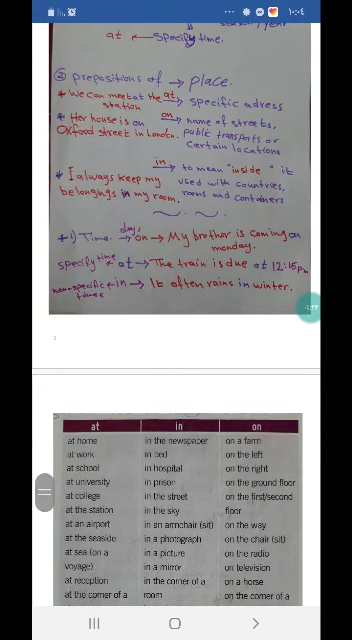 ١٠:٠٤
season / year
at ← specify time.
② prepositions of → place.
* We can meet at the at → specific adress
station
* Her house is on on → name of streets,
Oxford street in London. public transports or
certain locations
in → to mean "inside" it
* I always keep my used with countries,
belongings in my room. rooms and containers
* 1) Time. days → on → My brother is coming on
monday.
specify time ← at → The train is due at 12:15pm
in → It often rains in winter.
times
at in on
at home in the newspaper on a farm
at work in bed on the left
at school in hospital on the right
at university in prison on the ground floor
at college in the street on the first/second
at the station in the sky floor
at an airport in an armchair (sit) on the way
at the seaside in a photograph on the chair (sit)
at sea (on a in a picture on the radio
voyage) in a mirror on television
at reception in the corner of a on a horse
at the corner of a room on the corner of a